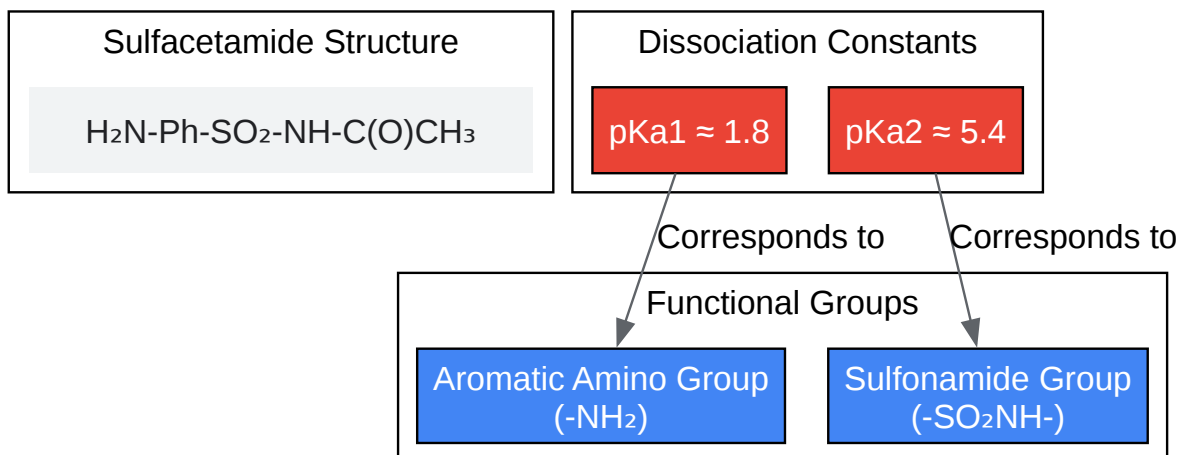 Sulfacetamide Structure
H₂N-Ph-SO₂-NH-C(O)CH₃
Dissociation Constants
pKa1 ≈ 1.8
pKa2 ≈ 5.4
Corresponds to
Corresponds to
Functional Groups
Aromatic Amino Group
(-NH₂)
Sulfonamide Group
(-SO₂NH-)